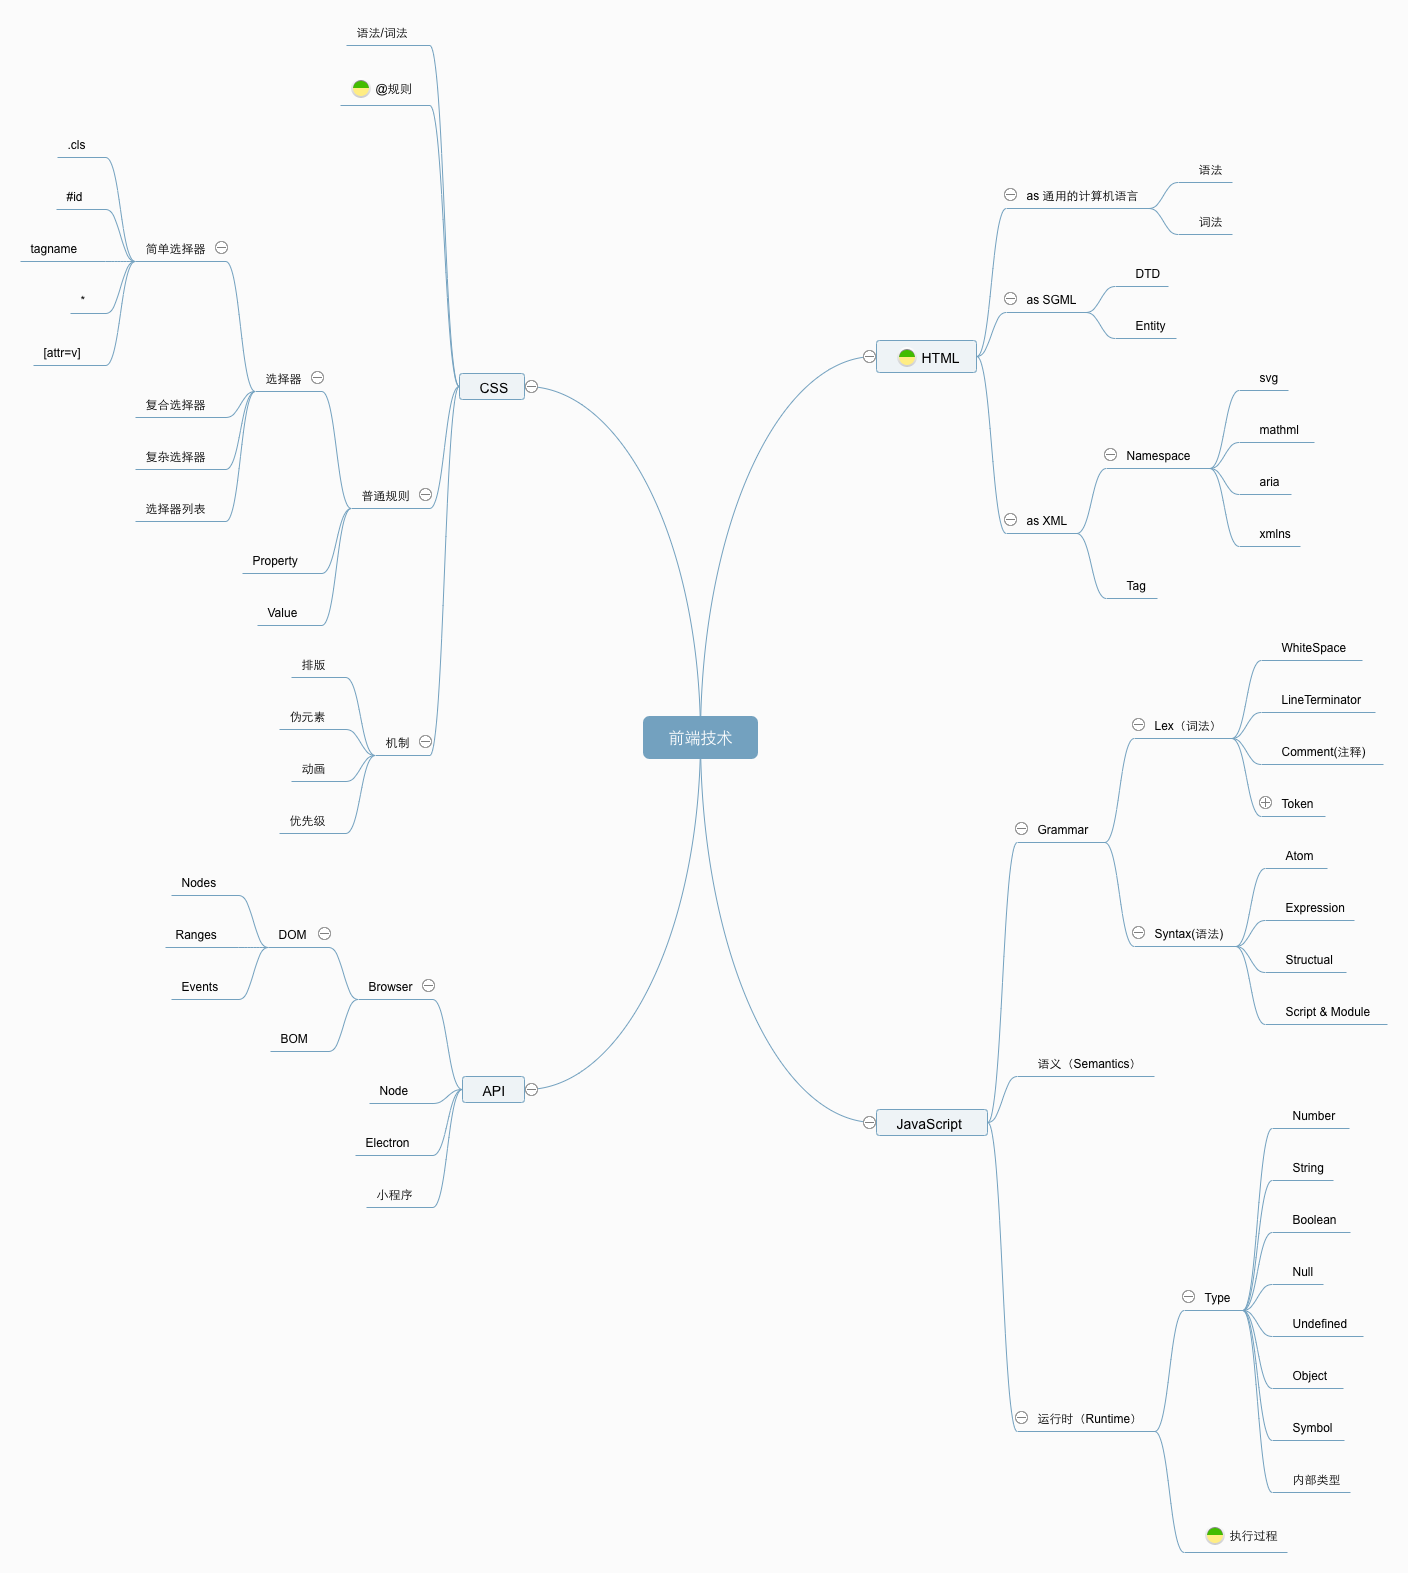 前端技术
HTML
as 通用的计算机语言
语法
词法
as SGML
DTD
Entity
as XML
Namespace
svg
mathml
aria
xmlns
Tag
JavaScript
Grammar
Lex（词法）
WhiteSpace
LineTerminator
Comment(注释)
Token
Syntax(语法)
Atom
Expression
Structual
Script & Module
语义（Semantics）
运行时（Runtime）
Type
Number
String
Boolean
Null
Undefined
Object
Symbol
内部类型
执行过程
CSS
语法/词法
@规则
普通规则
选择器
简单选择器
.cls
#id
tagname
*
[attr=v]
复合选择器
复杂选择器
选择器列表
Property
Value
机制
排版
伪元素
动画
优先级
API
Browser
DOM
Nodes
Ranges
Events
BOM
Node
Electron
小程序